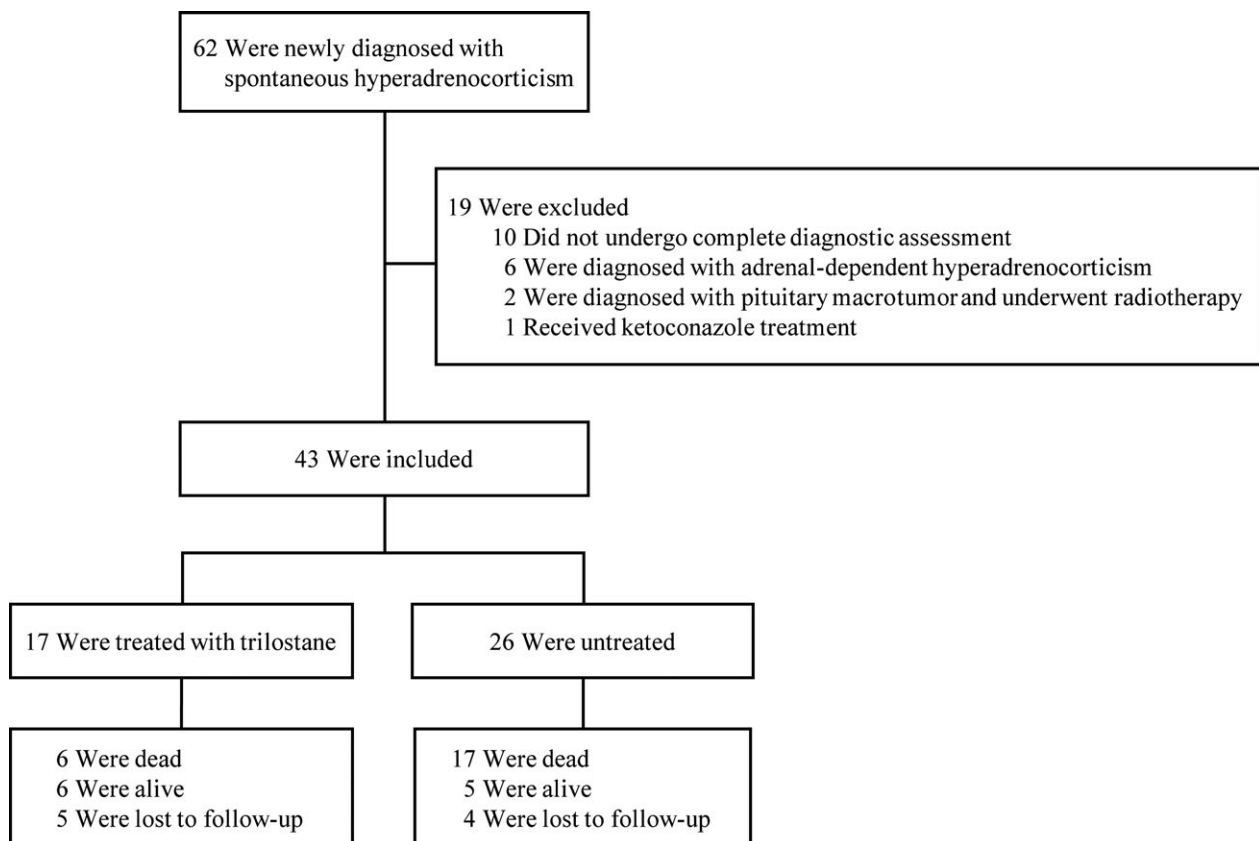 62 Were newly diagnosed with
spontaneous hyperadrenocorticism
19 Were excluded
10 Did not undergo complete diagnostic assessment
6 Were diagnosed with adrenal-dependent hyperadrenocorticism
2 Were diagnosed with pituitary macrotumor and underwent radiotherapy
1 Received ketoconazole treatment
43 Were included
17 Were treated with trilostane
26 Were untreated
6 Were dead
6 Were alive
5 Were lost to follow-up
17 Were dead
5 Were alive
4 Were lost to follow-up